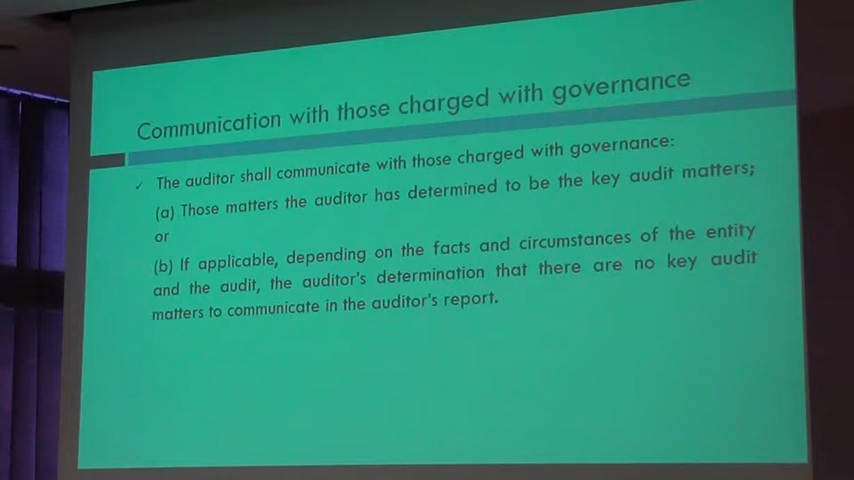 Communication with those charged with governance
✓ The auditor shall communicate with those charged with governance:
(a) Those matters the auditor has determined to be the key audit matters;
or
(b) If applicable, depending on the facts and circumstances of the entity
and the audit, the auditor's determination that there are no key audit
matters to communicate in the auditor's report.